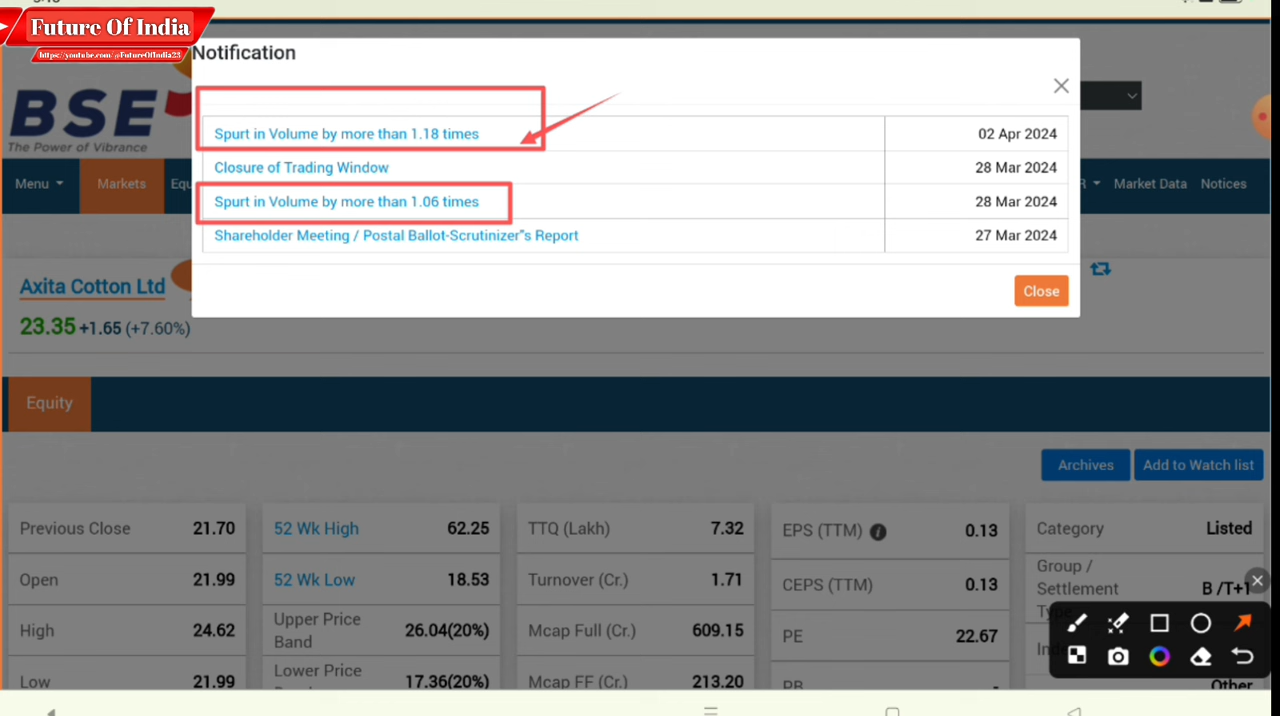 Future Of India
https://youtube.com/@FutureOfIndia23
Notification
BSE
The Power of Vibrance
Spurt in Volume by more than 1.18 times 02 Apr 2024
Closure of Trading Window 28 Mar 2024
Spurt in Volume by more than 1.06 times 28 Mar 2024
Shareholder Meeting / Postal Ballot-Scrutinizer"s Report 27 Mar 2024
Close
Menu Markets Equ R Market Data Notices
Axita Cotton Ltd
23.35 +1.65 (+7.60%)
Equity
Archives Add to Watch list
Previous Close 21.70 52 Wk High 62.25 TTQ (Lakh) 7.32 EPS (TTM) 0.13 Category Listed
Open 21.99 52 Wk Low 18.53 Turnover (Cr.) 1.71 CEPS (TTM) 0.13 Group / Settlement Type B /T+1
High 24.62 Upper Price Band 26.04(20%) Mcap Full (Cr.) 609.15 PE 22.67 Ind
Low 21.99 Lower Price 17.36(20%) Mcap FF (Cr.) 213.20 PB - Other